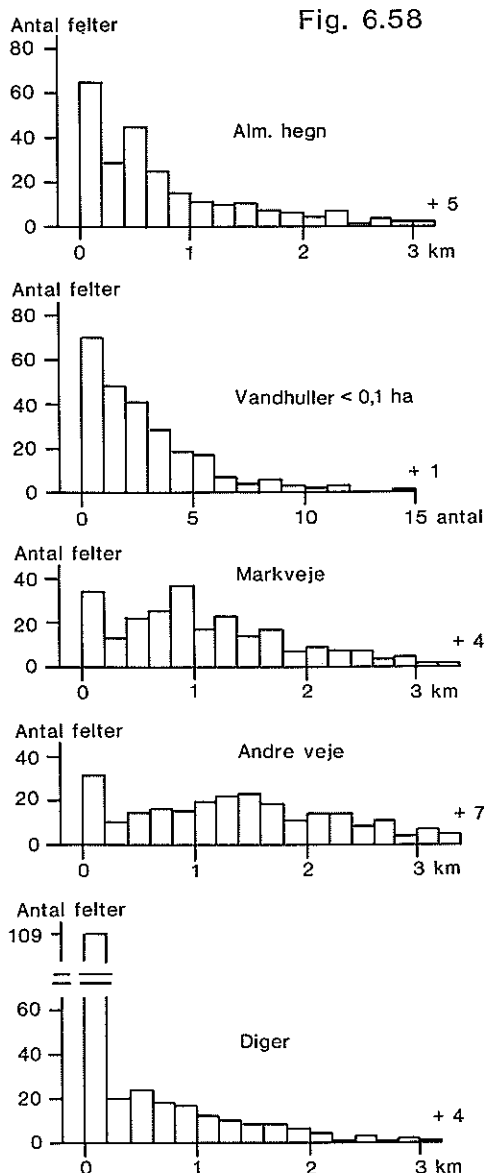 Fig. 6.58
Antal felter
80
60
40
20
0
Alm. hegn
+ 5
0 1 2 3 km
Antal felter
80
60
40
20
0
Vandhuller < 0,1 ha
+ 1
0 5 10 15 antal
Antal felter
40
20
0
Markveje
+ 4
0 1 2 3 km
Antal felter
40
20
0
Andre veje
+ 7
0 1 2 3 km
Antal felter
109
60
40
20
0
Diger
+ 4
0 1 2 3 km